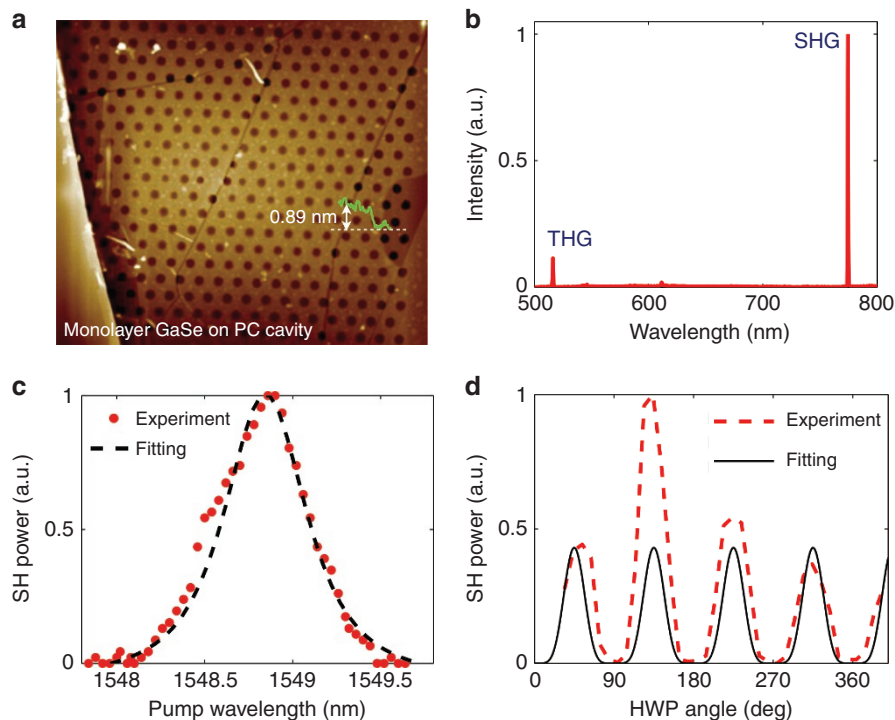 a
0.89 nm
Monolayer GaSe on PC cavity
b
SHG
THG
1
0.5
0
Intensity (a.u.)
500
600
700
800
Wavelength (nm)
c
Experiment
Fitting
1
0.5
0
SH power (a.u.)
1548
1548.5
1549
1549.5
Pump wavelength (nm)
d
Experiment
Fitting
1
0.5
0
SH power (a.u.)
0
90
180
270
360
HWP angle (deg)